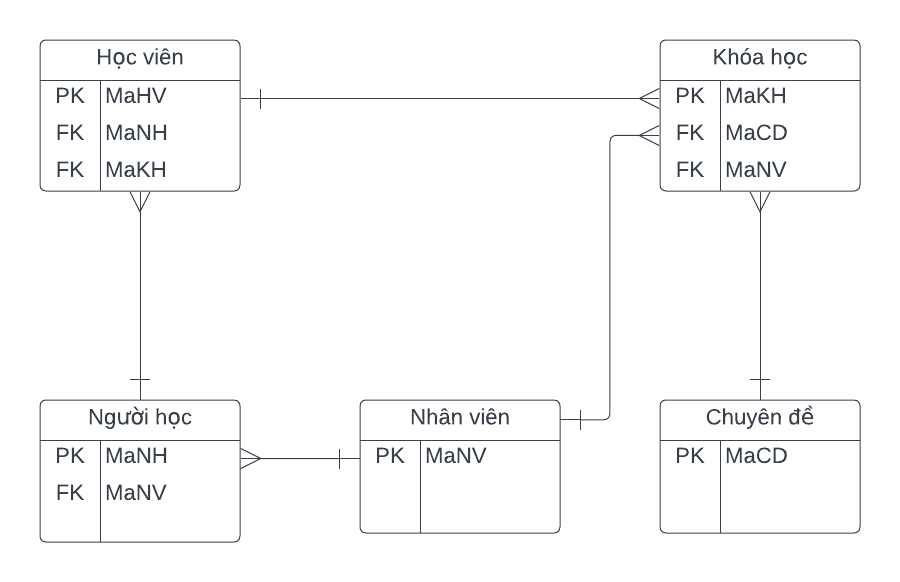 Học viên
PK MaHV
FK MaNH
FK MaKH
Khóa học
PK MaKH
FK MaCD
FK MaNV
Người học
PK MaNH
FK MaNV
Nhân viên
PK MaNV
Chuyên đề
PK MaCD